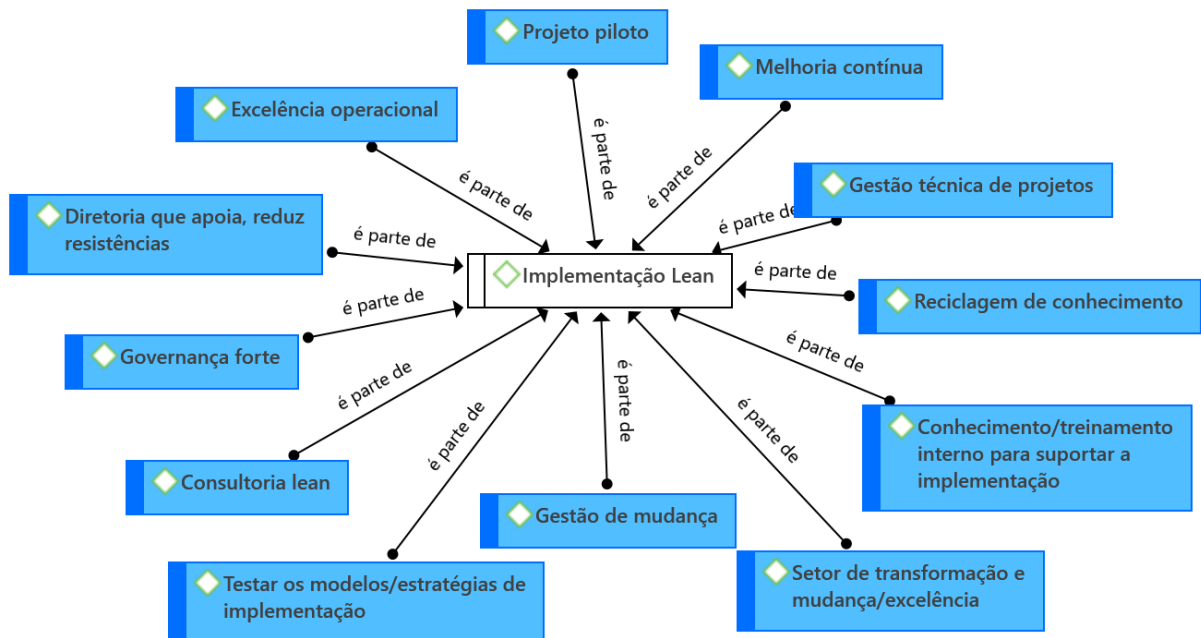 Projeto piloto
Melhoria contínua
Excelência operacional
é parte de
é parte de
é parte de
Gestão técnica de projetos
Diretoria que apoia, reduz
resistências
é parte de
é parte de
Implementação Lean
é parte de
Reciclagem de conhecimento
é parte de
Governança forte
é parte de
é parte de
é parte de
é parte de
é parte de
Conhecimento/treinamento
interno para suportar a
implementação
Consultoria lean
Gestão de mudança
Testar os modelos/estratégias de
implementação
Setor de transformação e
mudança/excelência